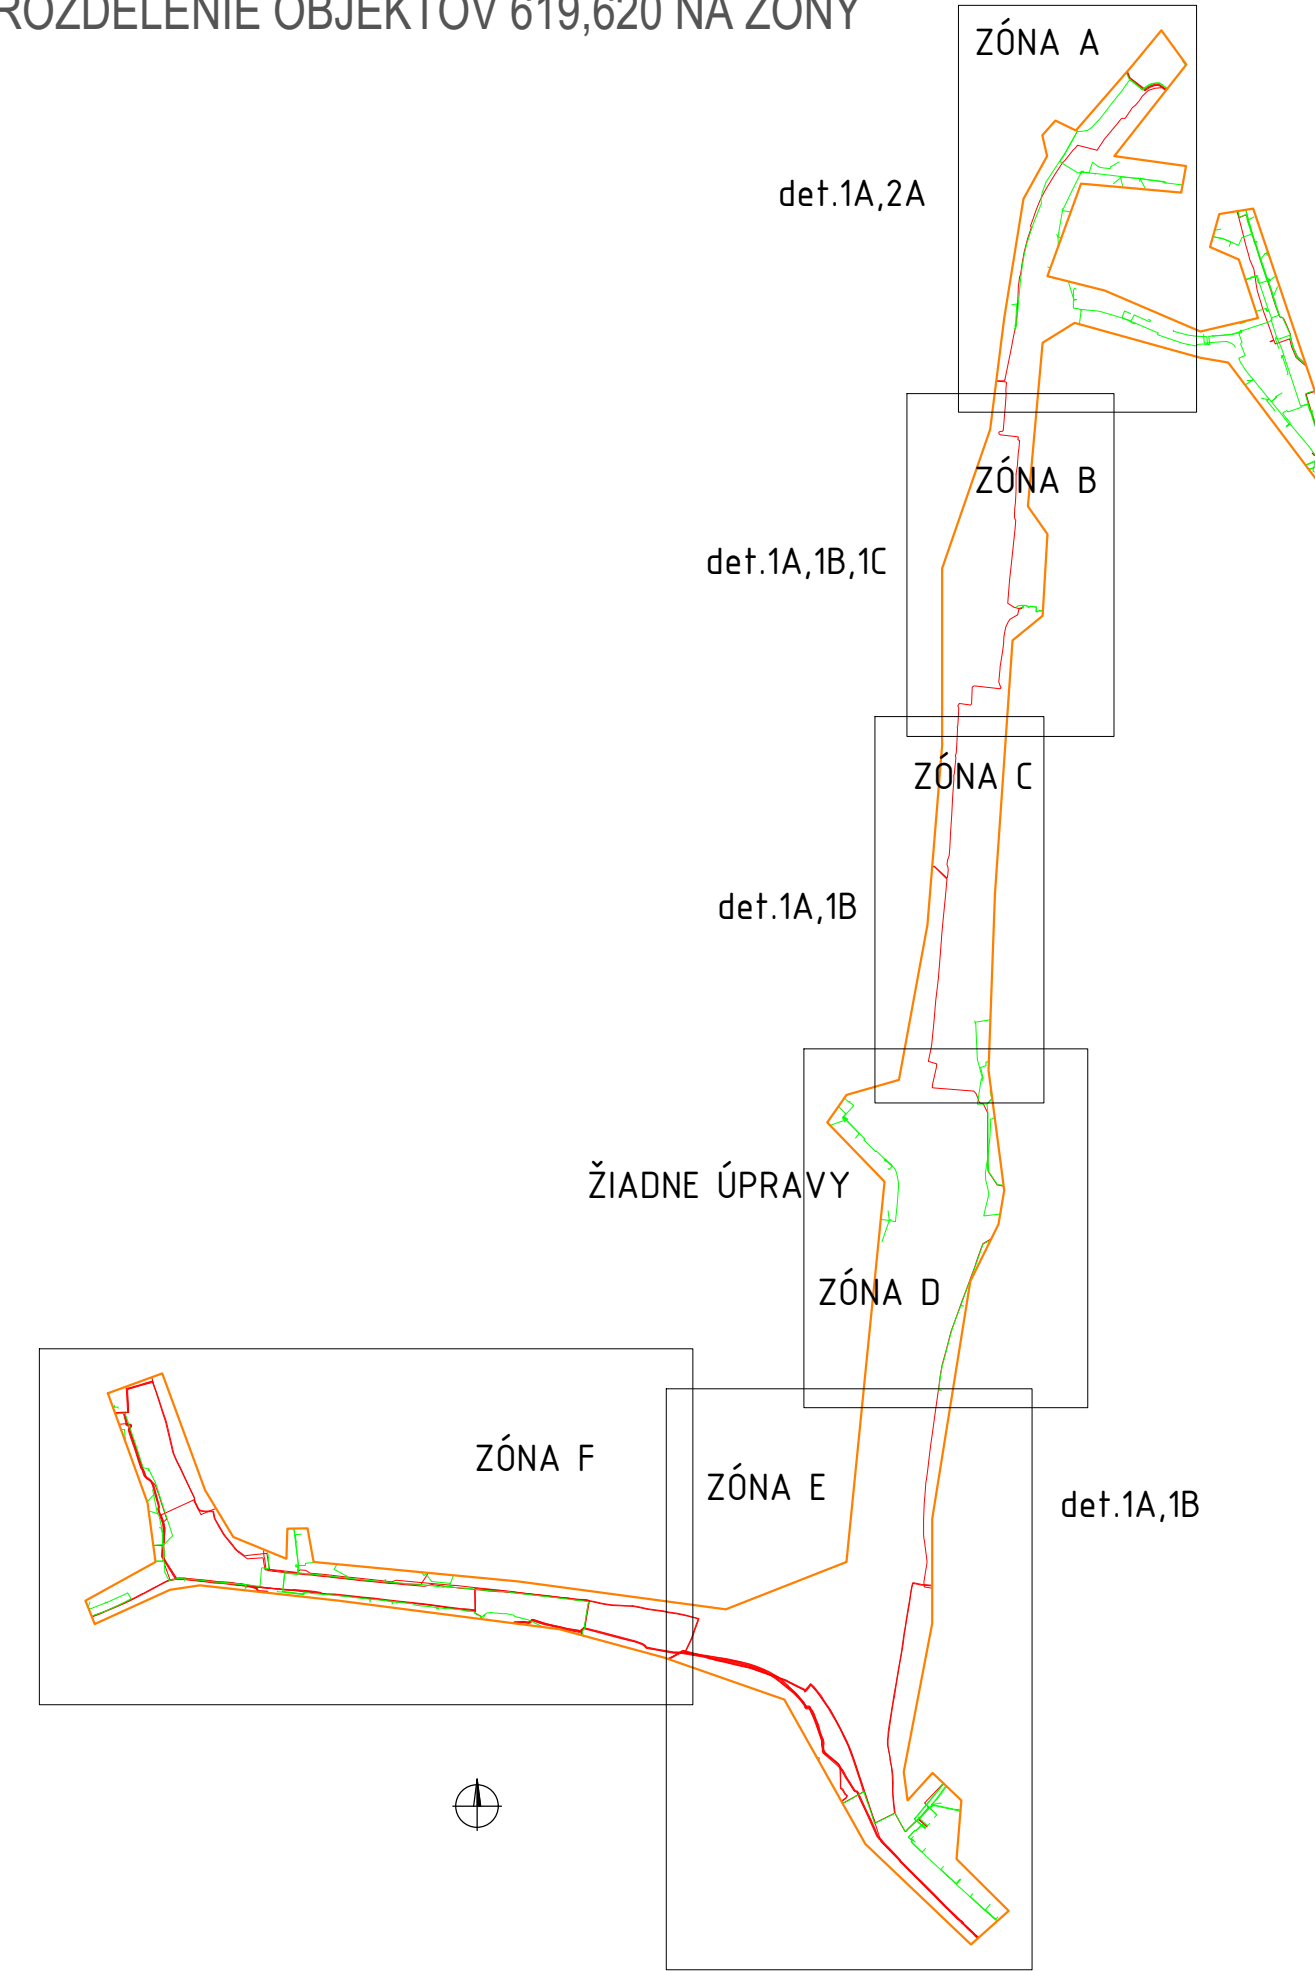 ROZDELENIE OBJEKTOV 619,620 NA ZÓNY
ZÓNA A
det.1A,2A
ZÓNA B
det.1A,1B,1C
ZÓNA C
det.1A,1B
ŽIADNE ÚPRAVY
ZÓNA D
ZÓNA F
ZÓNA E
det.1A,1B